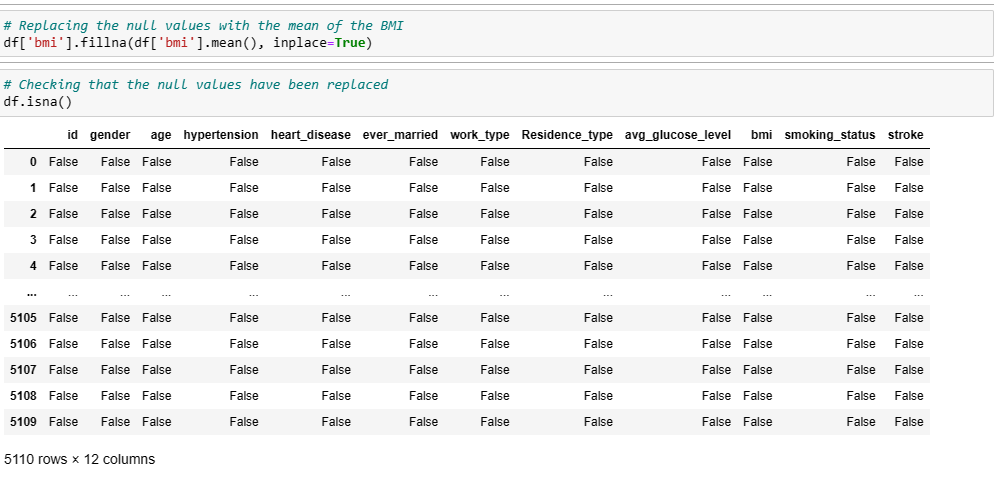 # Replacing the null values with the mean of the BMI
df['bmi'].fillna(df['bmi'].mean(), inplace=True)
# Checking that the null values have been replaced
df.isna()
id gender age hypertension heart_disease ever_married work_type Residence_type avg_glucose_level bmi smoking_status stroke
0 False False False False False False False False False False False False
1 False False False False False False False False False False False False
2 False False False False False False False False False False False False
3 False False False False False False False False False False False False
4 False False False False False False False False False False False False
... ... ... ... ... ... ... ... ... ... ... ... ...
5105 False False False False False False False False False False False False
5106 False False False False False False False False False False False False
5107 False False False False False False False False False False False False
5108 False False False False False False False False False False False False
5109 False False False False False False False False False False False False
5110 rows × 12 columns